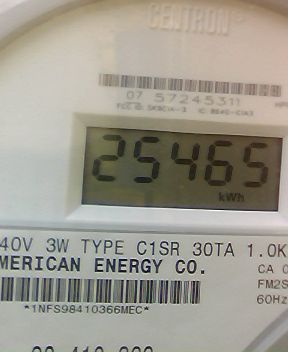 CENTRON®
07 57245311
25465
kWh
40V 3W TYPE C1SR 30TA 1.0K
MERICAN ENERGY CO.
CA 0
FM2S
60Hz
*1NFS98410366MEC*